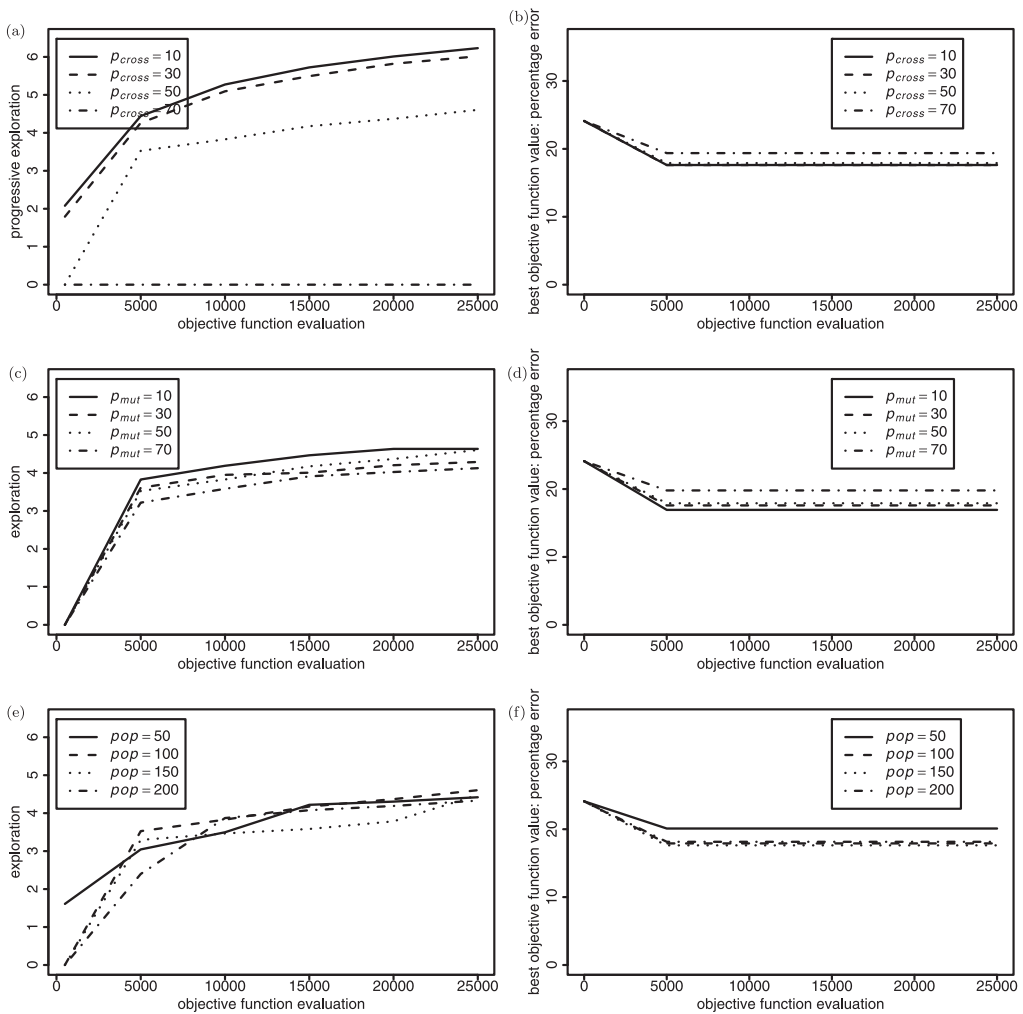 (a)
p_cross = 10
p_cross = 30
p_cross = 50
p_cross = 70
progressive exploration
0 1 2 3 4 5 6
0 5000 10000 15000 20000 25000
objective function evaluation
(b)
p_cross = 10
p_cross = 30
p_cross = 50
p_cross = 70
best objective function value: percentage error
0 10 20 30
0 5000 10000 15000 20000 25000
objective function evaluation
(c)
p_mut = 10
p_mut = 30
p_mut = 50
p_mut = 70
exploration
0 1 2 3 4 5 6
0 5000 10000 15000 20000 25000
objective function evaluation
(d)
p_mut = 10
p_mut = 30
p_mut = 50
p_mut = 70
best objective function value: percentage error
0 10 20 30
0 5000 10000 15000 20000 25000
objective function evaluation
(e)
pop = 50
pop = 100
pop = 150
pop = 200
exploration
0 1 2 3 4 5 6
0 5000 10000 15000 20000 25000
objective function evaluation
(f)
pop = 50
pop = 100
pop = 150
pop = 200
best objective function value: percentage error
0 10 20 30
0 5000 10000 15000 20000 25000
objective function evaluation